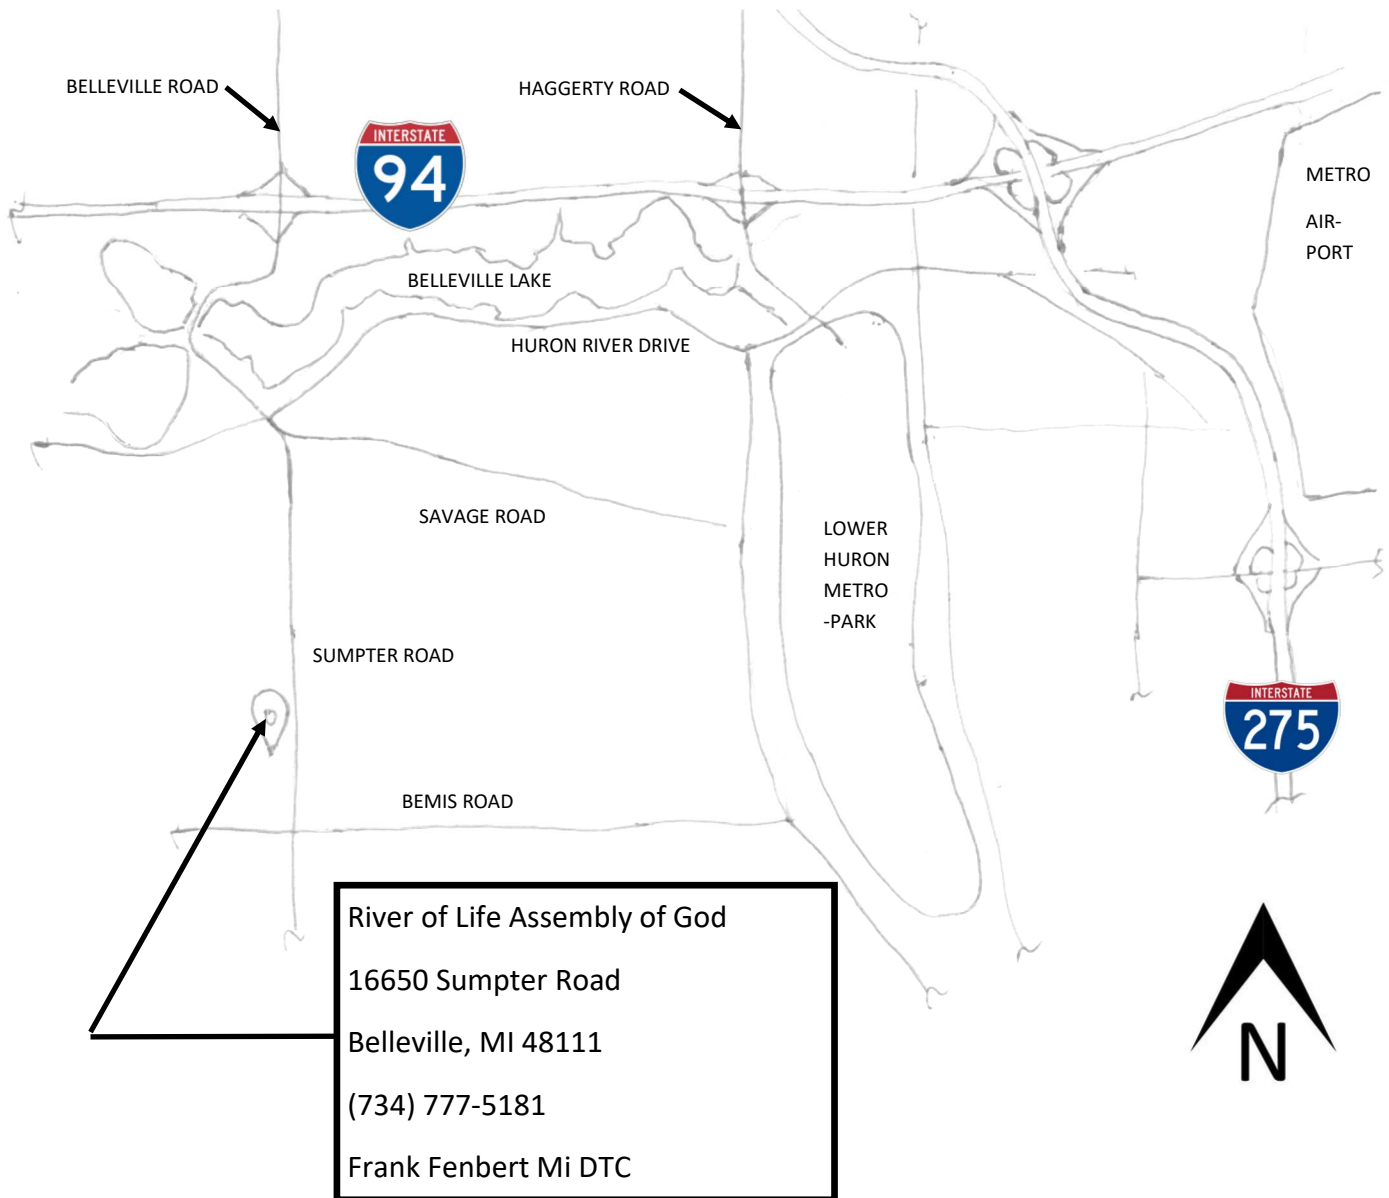 BELLEVILLE ROAD
HAGGERTY ROAD
INTERSTATE
94
METRO
AIR-
PORT
BELLEVILLE LAKE
HURON RIVER DRIVE
SAVAGE ROAD
LOWER
HURON
METRO
-PARK
SUMPTER ROAD
INTERSTATE
275
BEMIS ROAD
River of Life Assembly of God
16650 Sumpter Road
Belleville, MI 48111
(734) 777-5181
Frank Fenbert Mi DTC
N